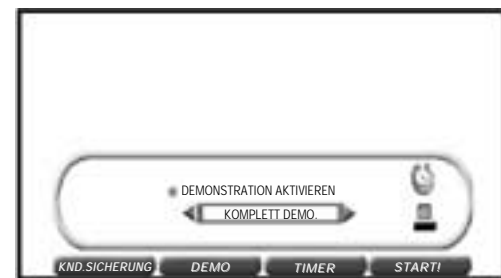 DEMONSTRATION AKTIVIEREN
KOMPLETT DEMO.
KND.SICHERUNG DEMO TIMER START!